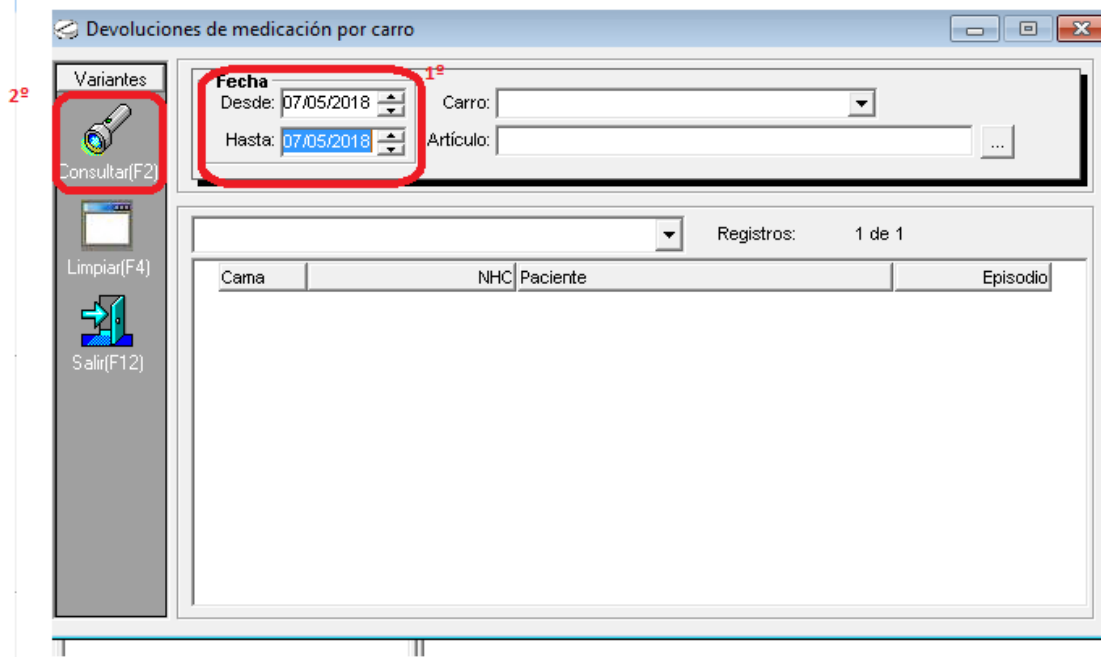 Devoluciones de medicación por carro
Variantes
2º
Consultar(F2)
Limpiar(F4)
Salir(F12)
Fecha
1º
Desde: 07/05/2018
Carro:
Hasta: 07/05/2018
Artículo:
...
Registros: 1 de 1
Cama NHC Paciente Episodio